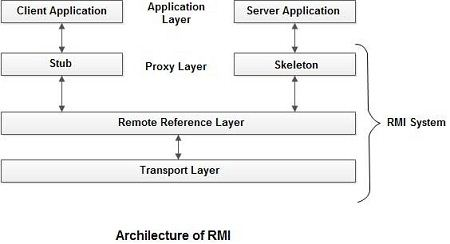 Client Application
Application
Layer
Server Application
Stub
Proxy Layer
Skeleton
Remote Reference Layer
RMI System
Transport Layer
Archilecture of RMI